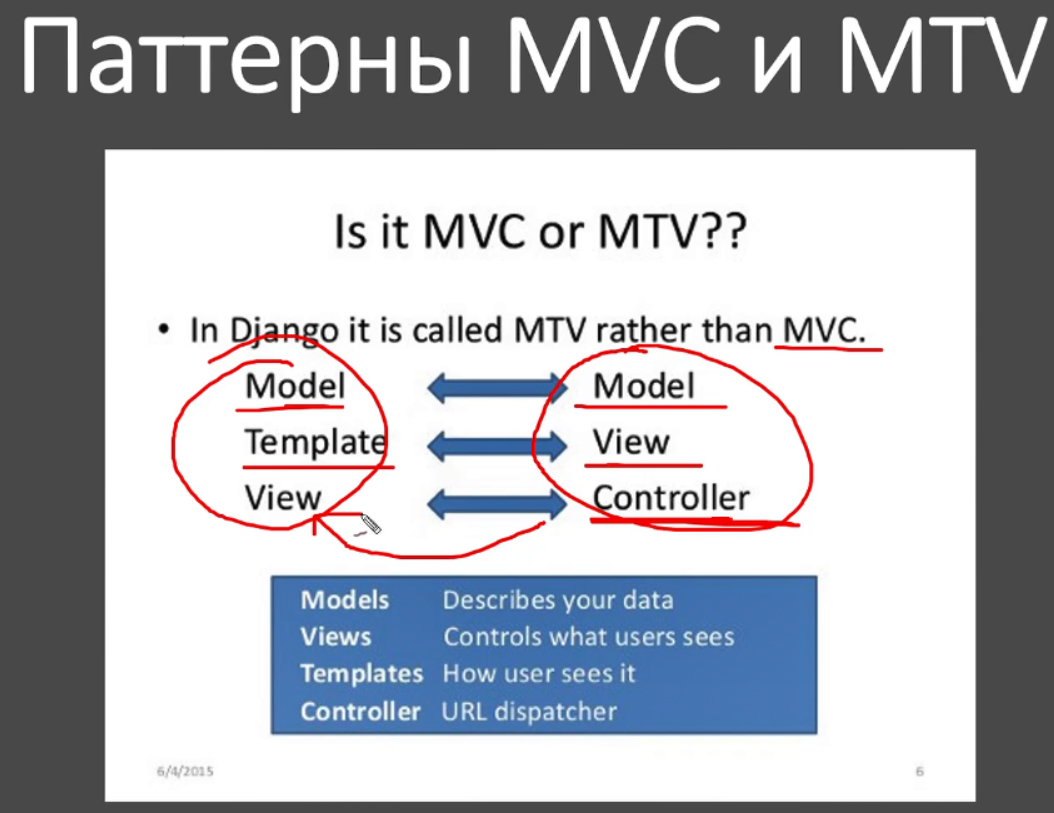 Паттерны MVC и MTV
Is it MVC or MTV??
• In Django it is called MTV rather than MVC.
Model Model
Template View
View Controller
Models Describes your data
Views Controls what users sees
Templates How user sees it
Controller URL dispatcher
6/4/2015 6